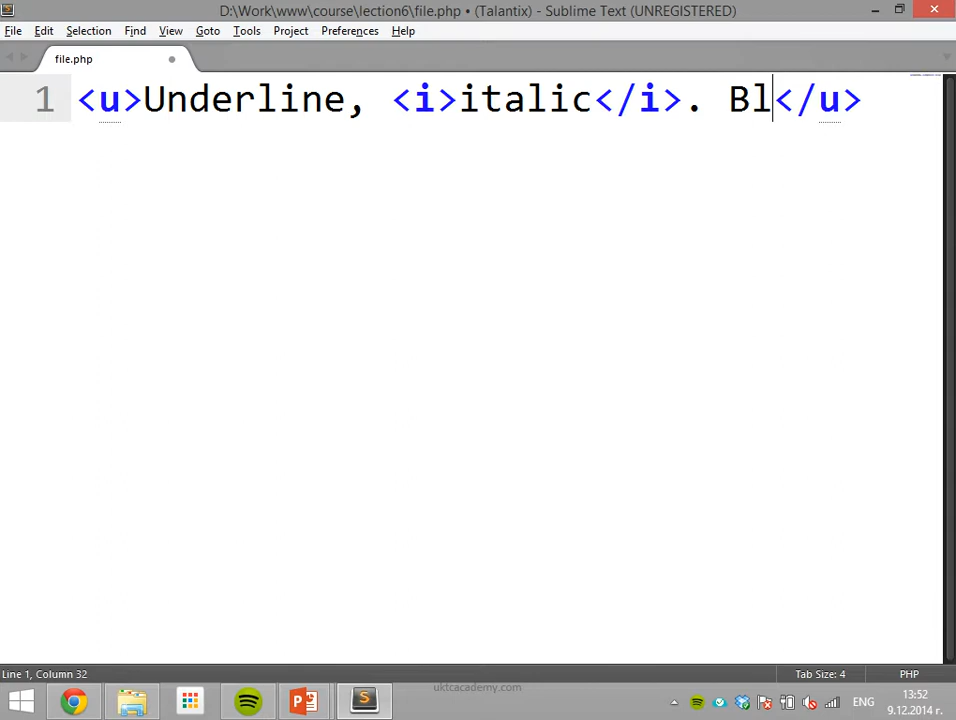 D:\Work\www\course\lection6\file.php • (Talantix) - Sublime Text (UNREGISTERED)
File Edit Selection Find View Goto Tools Project Preferences Help
file.php
1 <u>Underline, <i>italic</i>. Bl</u>
Line 1, Column 32 Tab Size: 4 PHP
uktcacademy.com
ENG 13:52
9.12.2014 г.